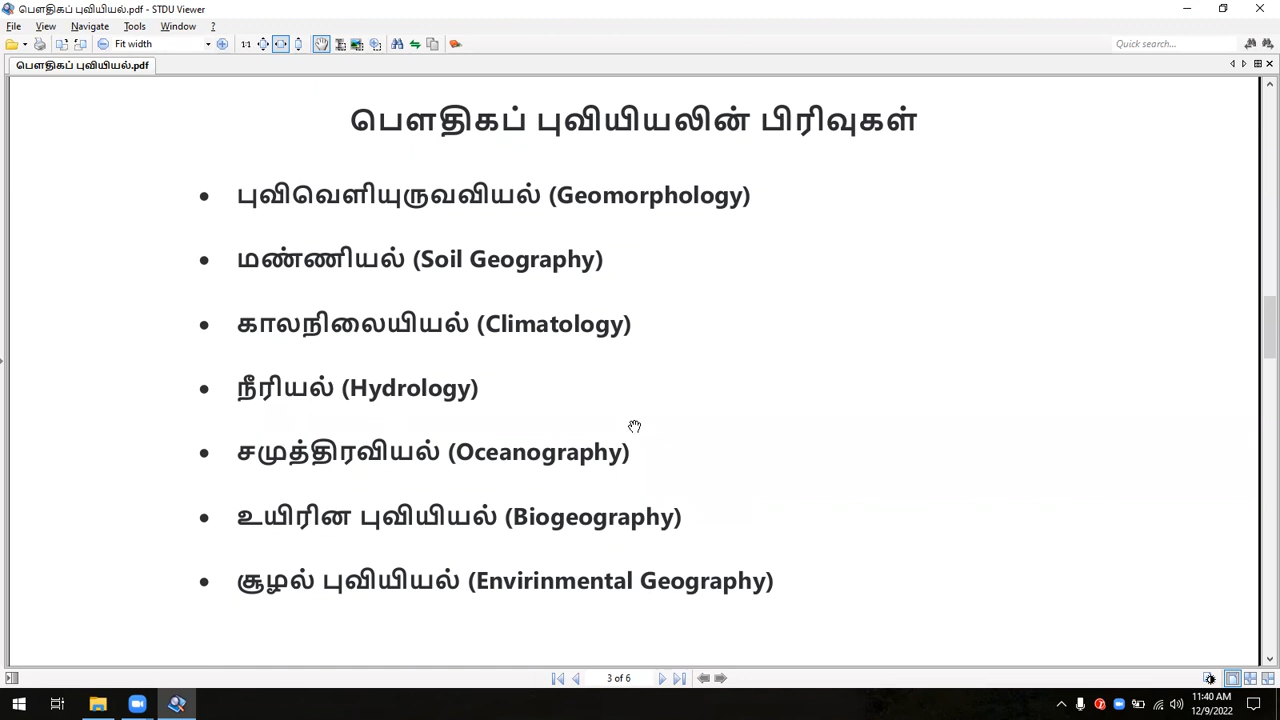 பௌதிகப் புவியியல்.pdf - STDU Viewer
File View Navigate Tools Window ?
Fit width
1:1
Quick search...
பௌதிகப் புவியியல்.pdf
பௌதிகப் புவியியலின் பிரிவுகள்
• புவிவெளியுருவவியல் (Geomorphology)
• மண்ணியல் (Soil Geography)
• காலநிலையியல் (Climatology)
• நீரியல் (Hydrology)
• சமுத்திரவியல் (Oceanography)
• உயிரின புவியியல் (Biogeography)
• சூழல் புவியியல் (Envirinmental Geography)
3 of 6
11:40 AM
12/9/2022